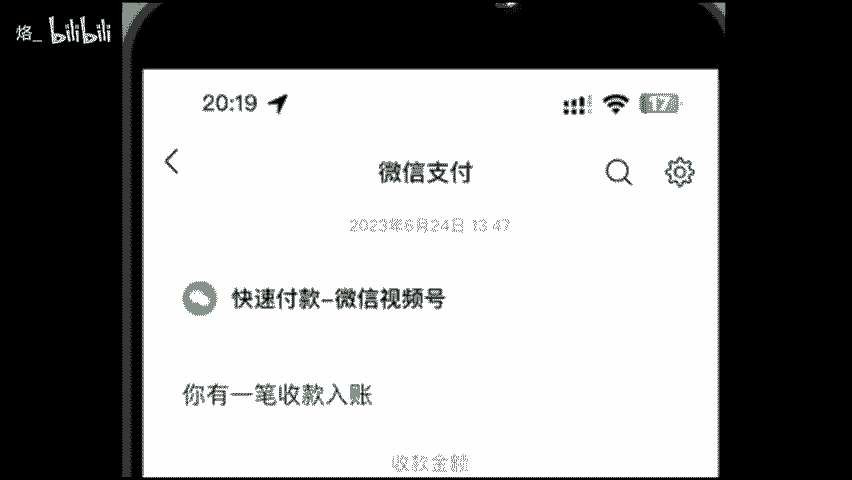 烙_ bilibili
20:19 17
微信支付
2023年6月24日 13:47
快速付款-微信视频号
你有一笔收款入账
收款金额